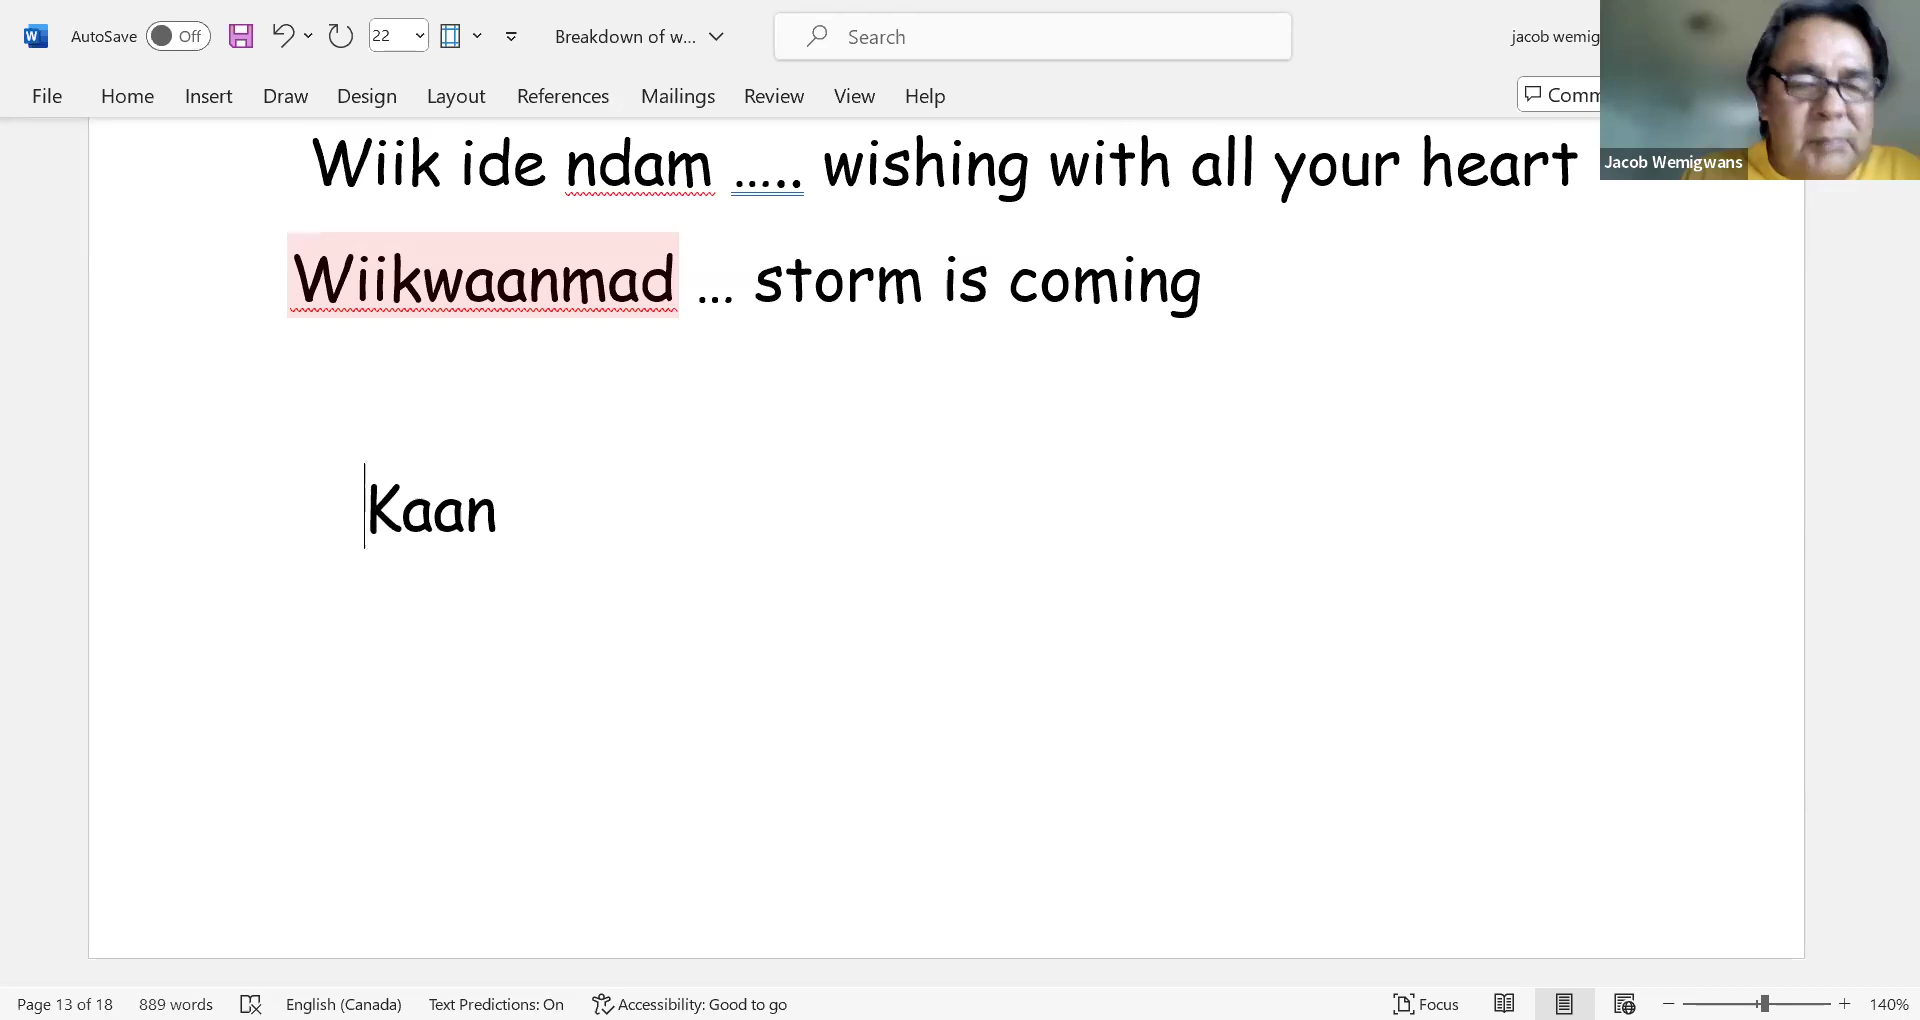 AutoSave Off 22 Breakdown of w... Search jacob wemig
File Home Insert Draw Design Layout References Mailings Review View Help Comm
Jacob Wemigwans
Wiik ide ndam ..... wishing with all your heart
Wiikwaanmad ... storm is coming
Kaan
Page 13 of 18 889 words English (Canada) Text Predictions: On Accessibility: Good to go Focus 140%